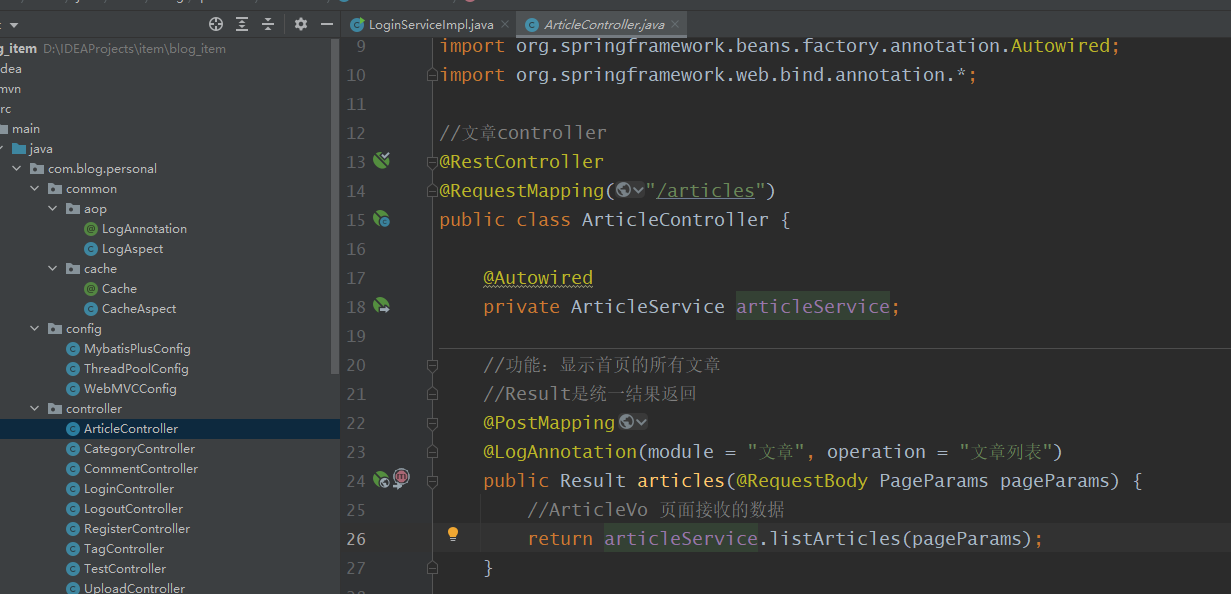 LoginServiceImpl.java
ArticleController.java
g_item D:\IDEAProjects\item\blog_item
dea
mvn
rc
main
java
com.blog.personal
common
aop
LogAnnotation
LogAspect
cache
Cache
CacheAspect
config
MybatisPlusConfig
ThreadPoolConfig
WebMVCConfig
controller
ArticleController
CategoryController
CommentController
LoginController
LogoutController
RegisterController
TagController
TestController
UploadController
9 import org.springframework.beans.factory.annotation.Autowired;
10 import org.springframework.web.bind.annotation.*;
11
12 //文章controller
13 @RestController
14 @RequestMapping("/articles")
15 public class ArticleController {
16
17 @Autowired
18 private ArticleService articleService;
19
20 //功能：显示首页的所有文章
21 //Result是统一结果返回
22 @PostMapping
23 @LogAnnotation(module = "文章", operation = "文章列表")
24 public Result articles(@RequestBody PageParams pageParams) {
25 //ArticleVo 页面接收的数据
26 return articleService.listArticles(pageParams);
27 }